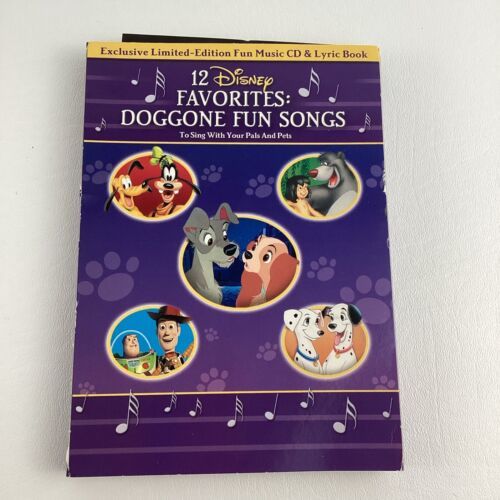 Exclusive Limited-Edition Fun Music CD & Lyric Book
12 Disney
FAVORITES:
DOGGONE FUN SONGS
To Sing With Your Pals And Pets